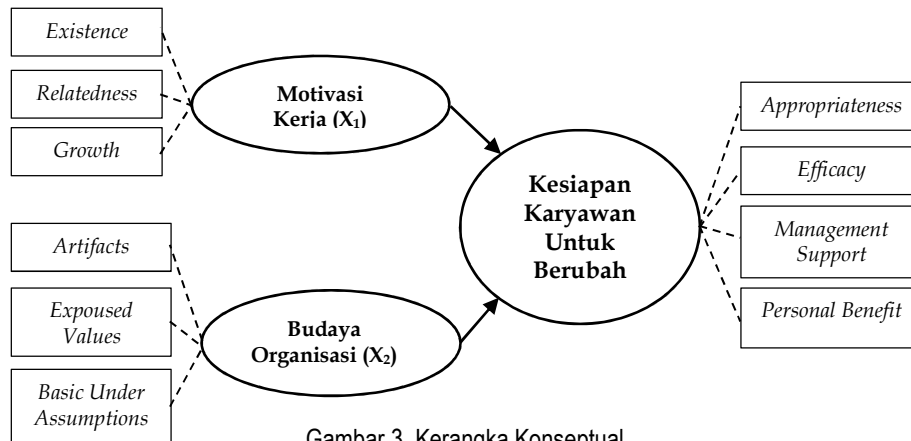 Existence
Relatedness
Growth
Motivasi
Kerja (X₁)
Artifacts
Expoused
Values
Basic Under
Assumptions
Budaya
Organisasi (X₂)
Kesiapan
Karyawan
Untuk
Berubah
Appropriateness
Efficacy
Management
Support
Personal Benefit
Gambar 3. Kerangka Konseptual